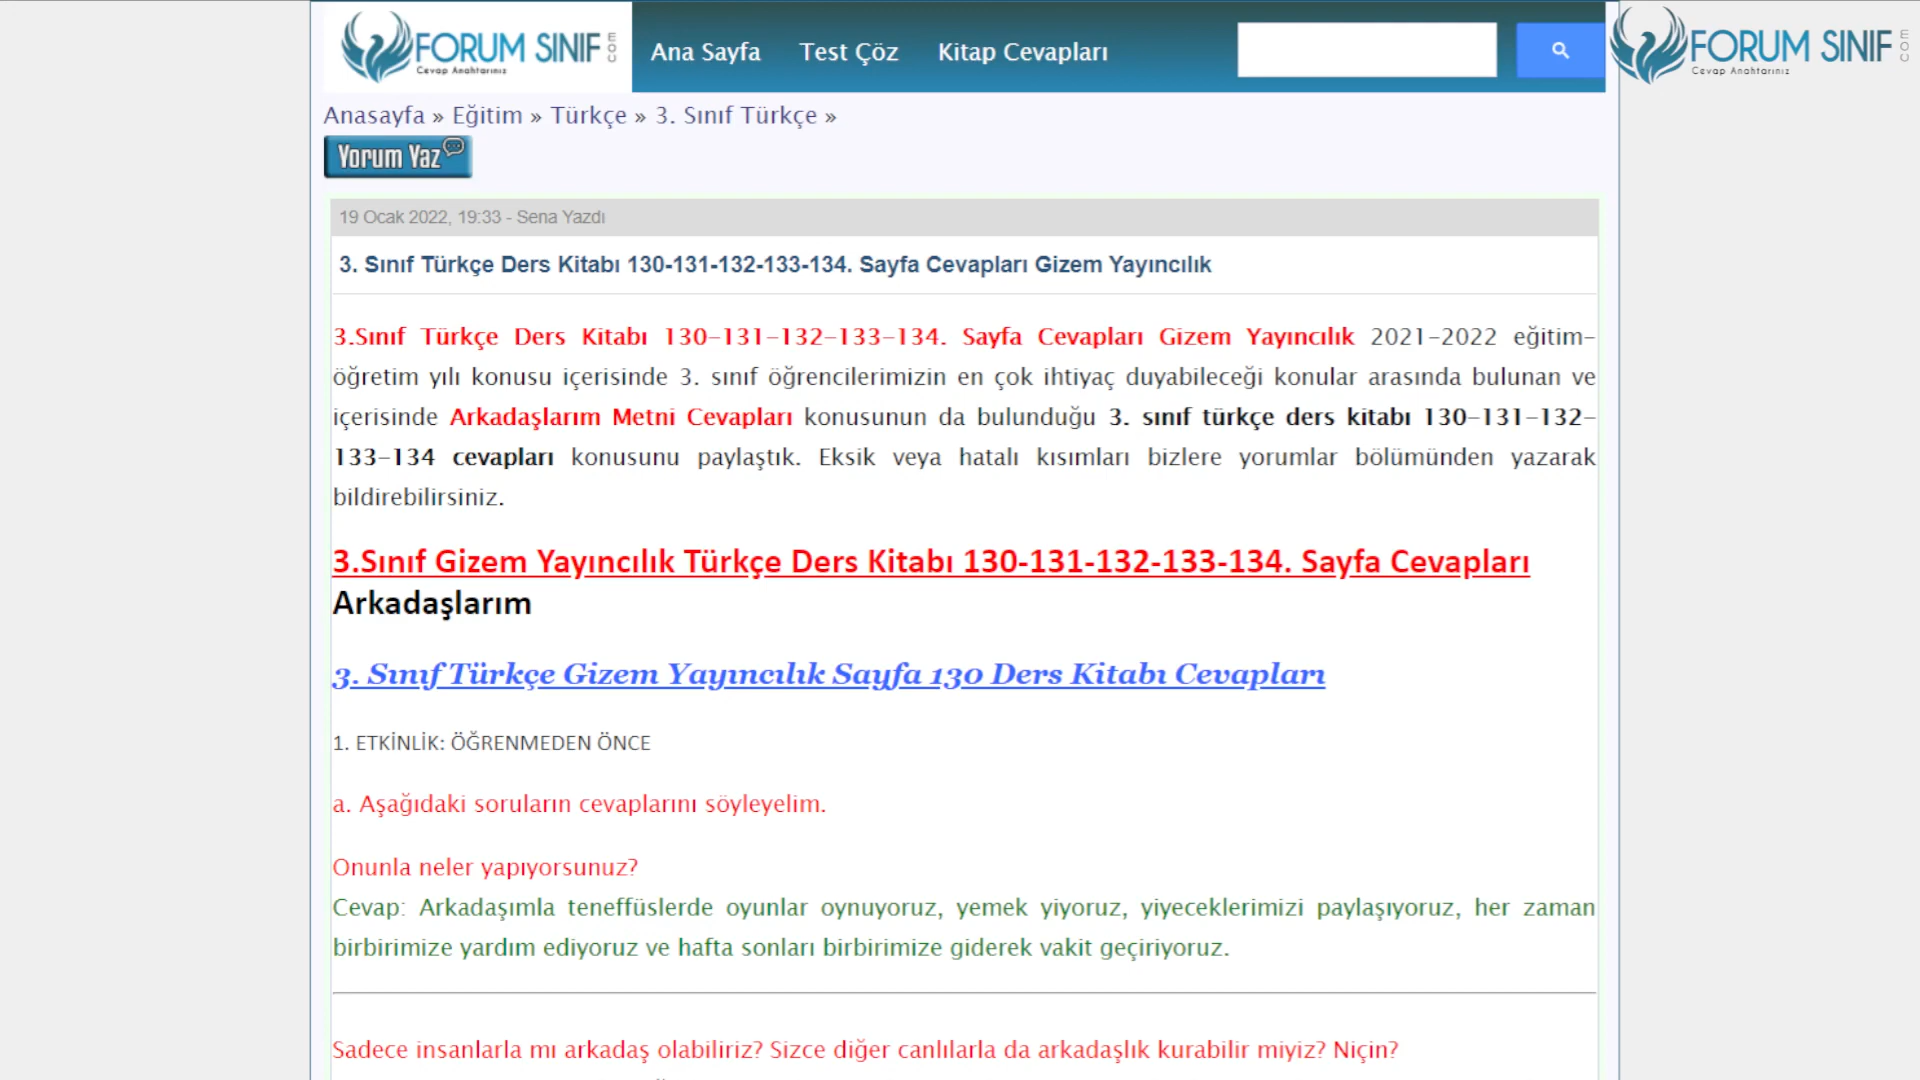 FORUM SINIF
.COM
Cevap Anahtarınız
Ana Sayfa
Test Çöz
Kitap Cevapları
FORUM SINIF
.COM
Cevap Anahtarınız
Anasayfa » Eğitim » Türkçe » 3. Sınıf Türkçe »
Yorum Yaz
19 Ocak 2022, 19:33 - Sena Yazdı
3. Sınıf Türkçe Ders Kitabı 130-131-132-133-134. Sayfa Cevapları Gizem Yayıncılık
3.Sınıf Türkçe Ders Kitabı 130-131-132-133-134. Sayfa Cevapları Gizem Yayıncılık 2021-2022 eğitim-
öğretim yılı konusu içerisinde 3. sınıf öğrencilerimizin en çok ihtiyaç duyabileceği konular arasında bulunan ve
içerisinde Arkadaşlarım Metni Cevapları konusunun da bulunduğu 3. sınıf türkçe ders kitabı 130-131-132-
133-134 cevapları konusunu paylaştık. Eksik veya hatalı kısımları bizlere yorumlar bölümünden yazarak
bildirebilirsiniz.
3.Sınıf Gizem Yayıncılık Türkçe Ders Kitabı 130-131-132-133-134. Sayfa Cevapları
Arkadaşlarım
3. Sınıf Türkçe Gizem Yayıncılık Sayfa 130 Ders Kitabı Cevapları
1. ETKİNLİK: ÖĞRENMEDEN ÖNCE
a. Aşağıdaki soruların cevaplarını söyleyelim.
Onunla neler yapıyorsunuz?
Cevap: Arkadaşımla teneffüslerde oyunlar oynuyoruz, yemek yiyoruz, yiyeceklerimizi paylaşıyoruz, her zaman
birbirimize yardım ediyoruz ve hafta sonları birbirimize giderek vakit geçiriyoruz.
Sadece insanlarla mı arkadaş olabiliriz? Sizce diğer canlılarla da arkadaşlık kurabilir miyiz? Niçin?